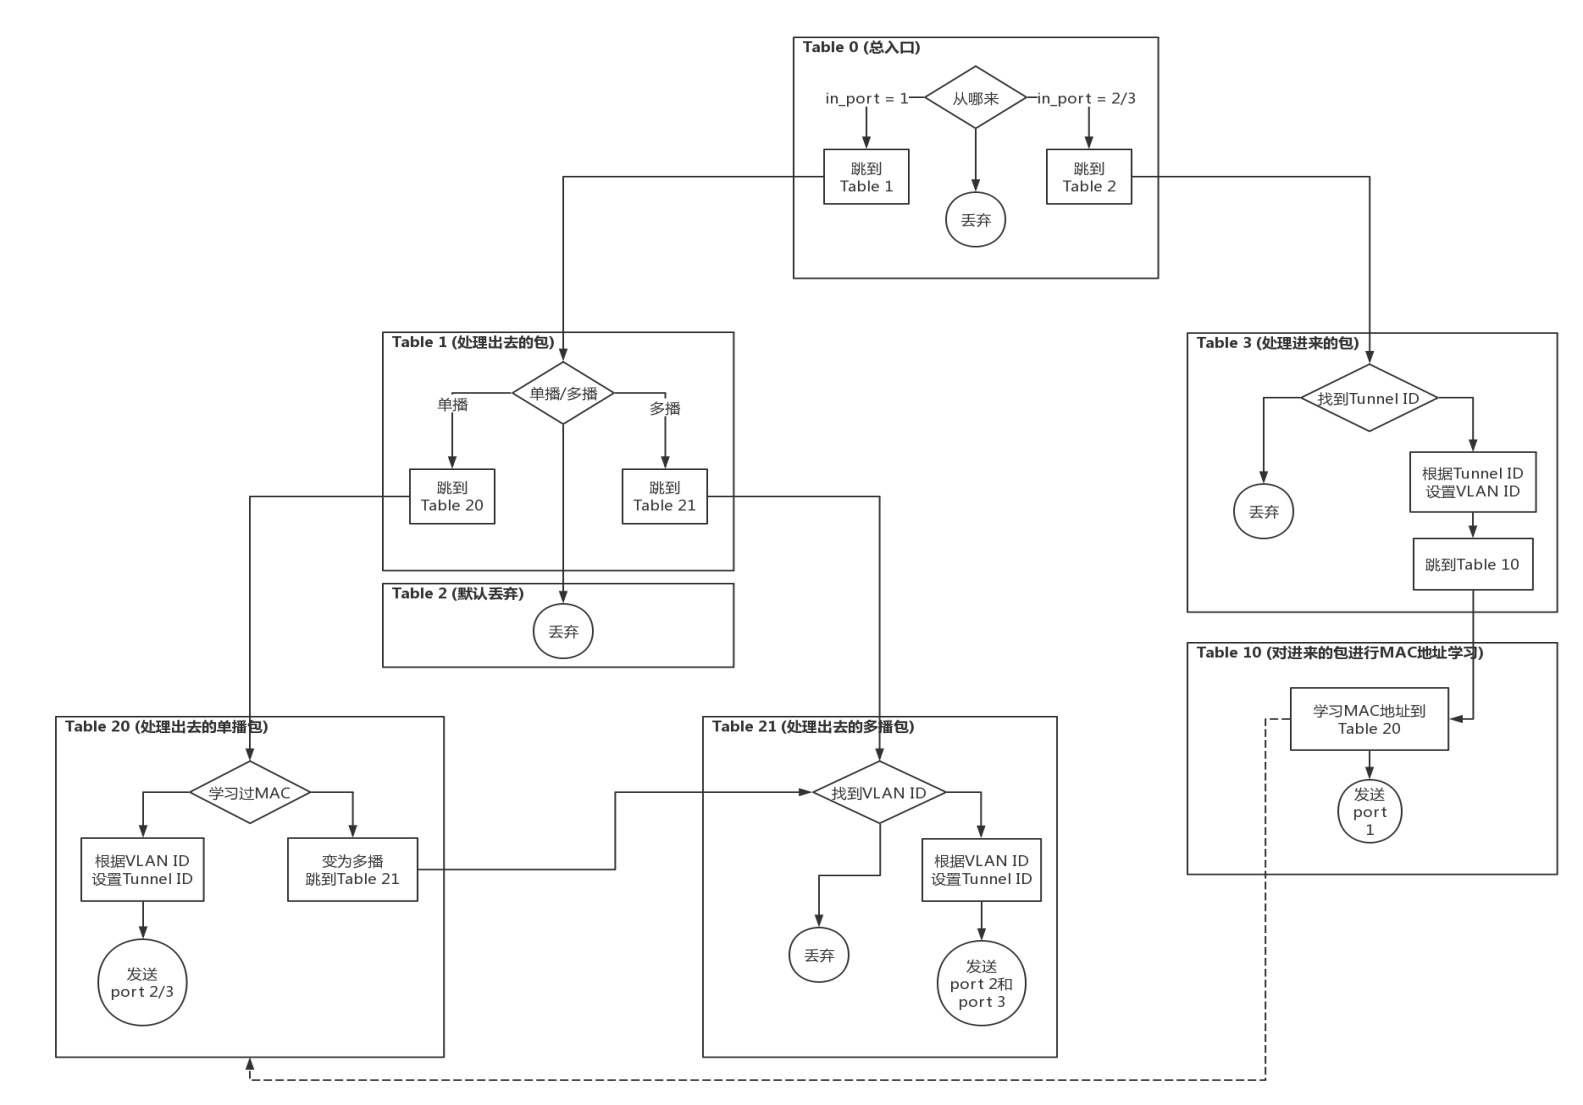 Table 0 (总入口)
in_port = 1
从哪来
in_port = 2/3
跳到
Table 1
跳到
Table 2
丢弃
Table 1 (处理出去的包)
单播/多播
单播
多播
跳到
Table 20
跳到
Table 21
Table 2 (默认丢弃)
丢弃
Table 3 (处理进来的包)
找到Tunnel ID
丢弃
根据Tunnel ID
设置VLAN ID
跳到Table 10
Table 10 (对进来的包进行MAC地址学习)
学习MAC地址到
Table 20
发送
port
1
Table 20 (处理出去的单播包)
学习过MAC
根据VLAN ID
设置Tunnel ID
变为多播
跳到Table 21
发送
port 2/3
Table 21 (处理出去的多播包)
找到VLAN ID
根据VLAN ID
设置Tunnel ID
丢弃
发送
port 2和
port 3